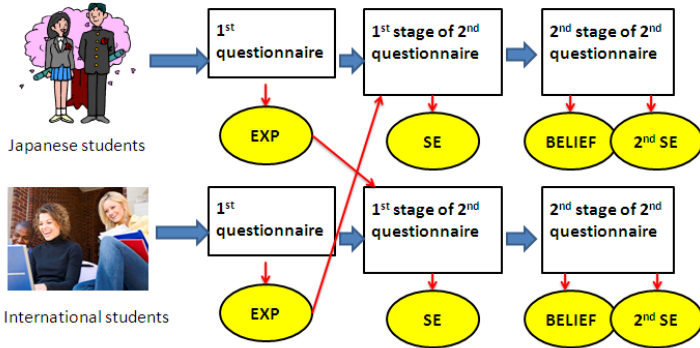 1st questionnaire
1st stage of 2nd questionnaire
2nd stage of 2nd questionnaire
EXP
SE
BELIEF
2nd SE
Japanese students
1st questionnaire
1st stage of 2nd questionnaire
2nd stage of 2nd questionnaire
EXP
SE
BELIEF
2nd SE
International students